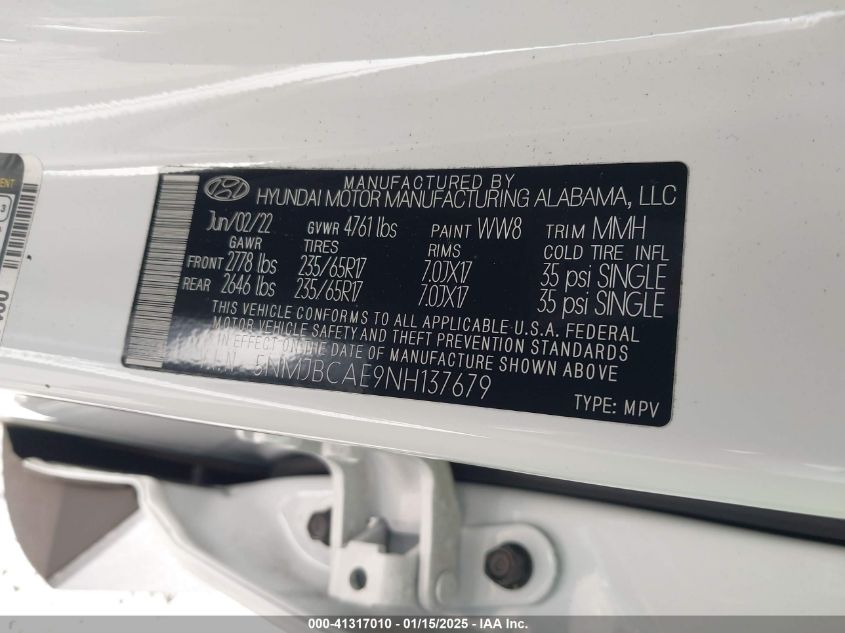 MANUFACTURED BY
HYUNDAI MOTOR MANUFACTURING ALABAMA, LLC
Jun/02/22 GVWR 4761 lbs PAINT WW8 TRIM MMH
GAWR TIRES RIMS COLD TIRE INFL
FRONT 2778 lbs 235/65R17 7.0JX17 35 psi SINGLE
REAR 2646 lbs 235/65R17 7.0JX17 35 psi SINGLE
THIS VEHICLE CONFORMS TO ALL APPLICABLE U.S.A. FEDERAL
MOTOR VEHICLE SAFETY AND THEFT PREVENTION STANDARDS
IN EFFECT ON THE DATE OF MANUFACTURE SHOWN ABOVE
5NMJBCAE9NH137679
TYPE: MPV
000-41317010 - 01/15/2025 - IAA Inc.